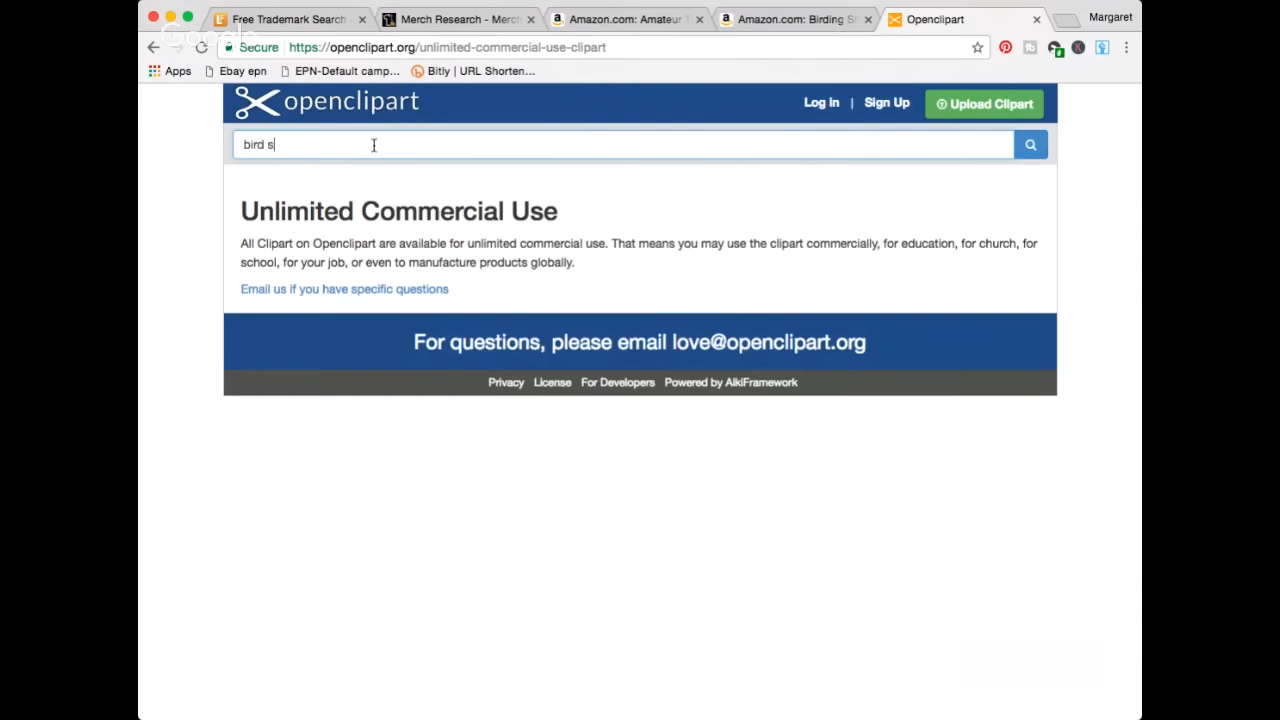 Free Trademark Search
Merch Research - Merch
Amazon.com: Amateur
Amazon.com: Birding
Openclipart
Margaret
Google
Secure
https://openclipart.org/unlimited-commercial-use-clipart
Apps
Ebay epn
EPN-Default camp...
Bitly | URL Shorten...
openclipart
Log In | Sign Up
Upload Clipart
bird s
Unlimited Commercial Use
All Clipart on Openclipart are available for unlimited commercial use. That means you may use the clipart commercially, for education, for church, for
school, for your job, or even to manufacture products globally.
Email us if you have specific questions
For questions, please email love@openclipart.org
Privacy License For Developers Powered by AikiFramework